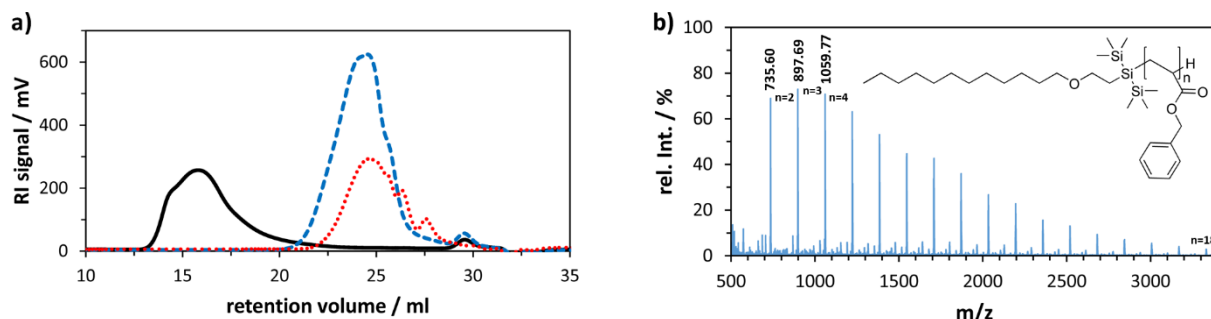 a)
RI signal / mV
600
400
200
0
10 15 20 25 30 35
retention volume / ml
b)
rel. Int. / %
100
80
60
40
20
0
735.60
897.69
1059.77
n=2 n=3 n=4
n=18
500 1000 1500 2000 2500 3000
m/z
Si
Si
Si
O
n
H
O
O